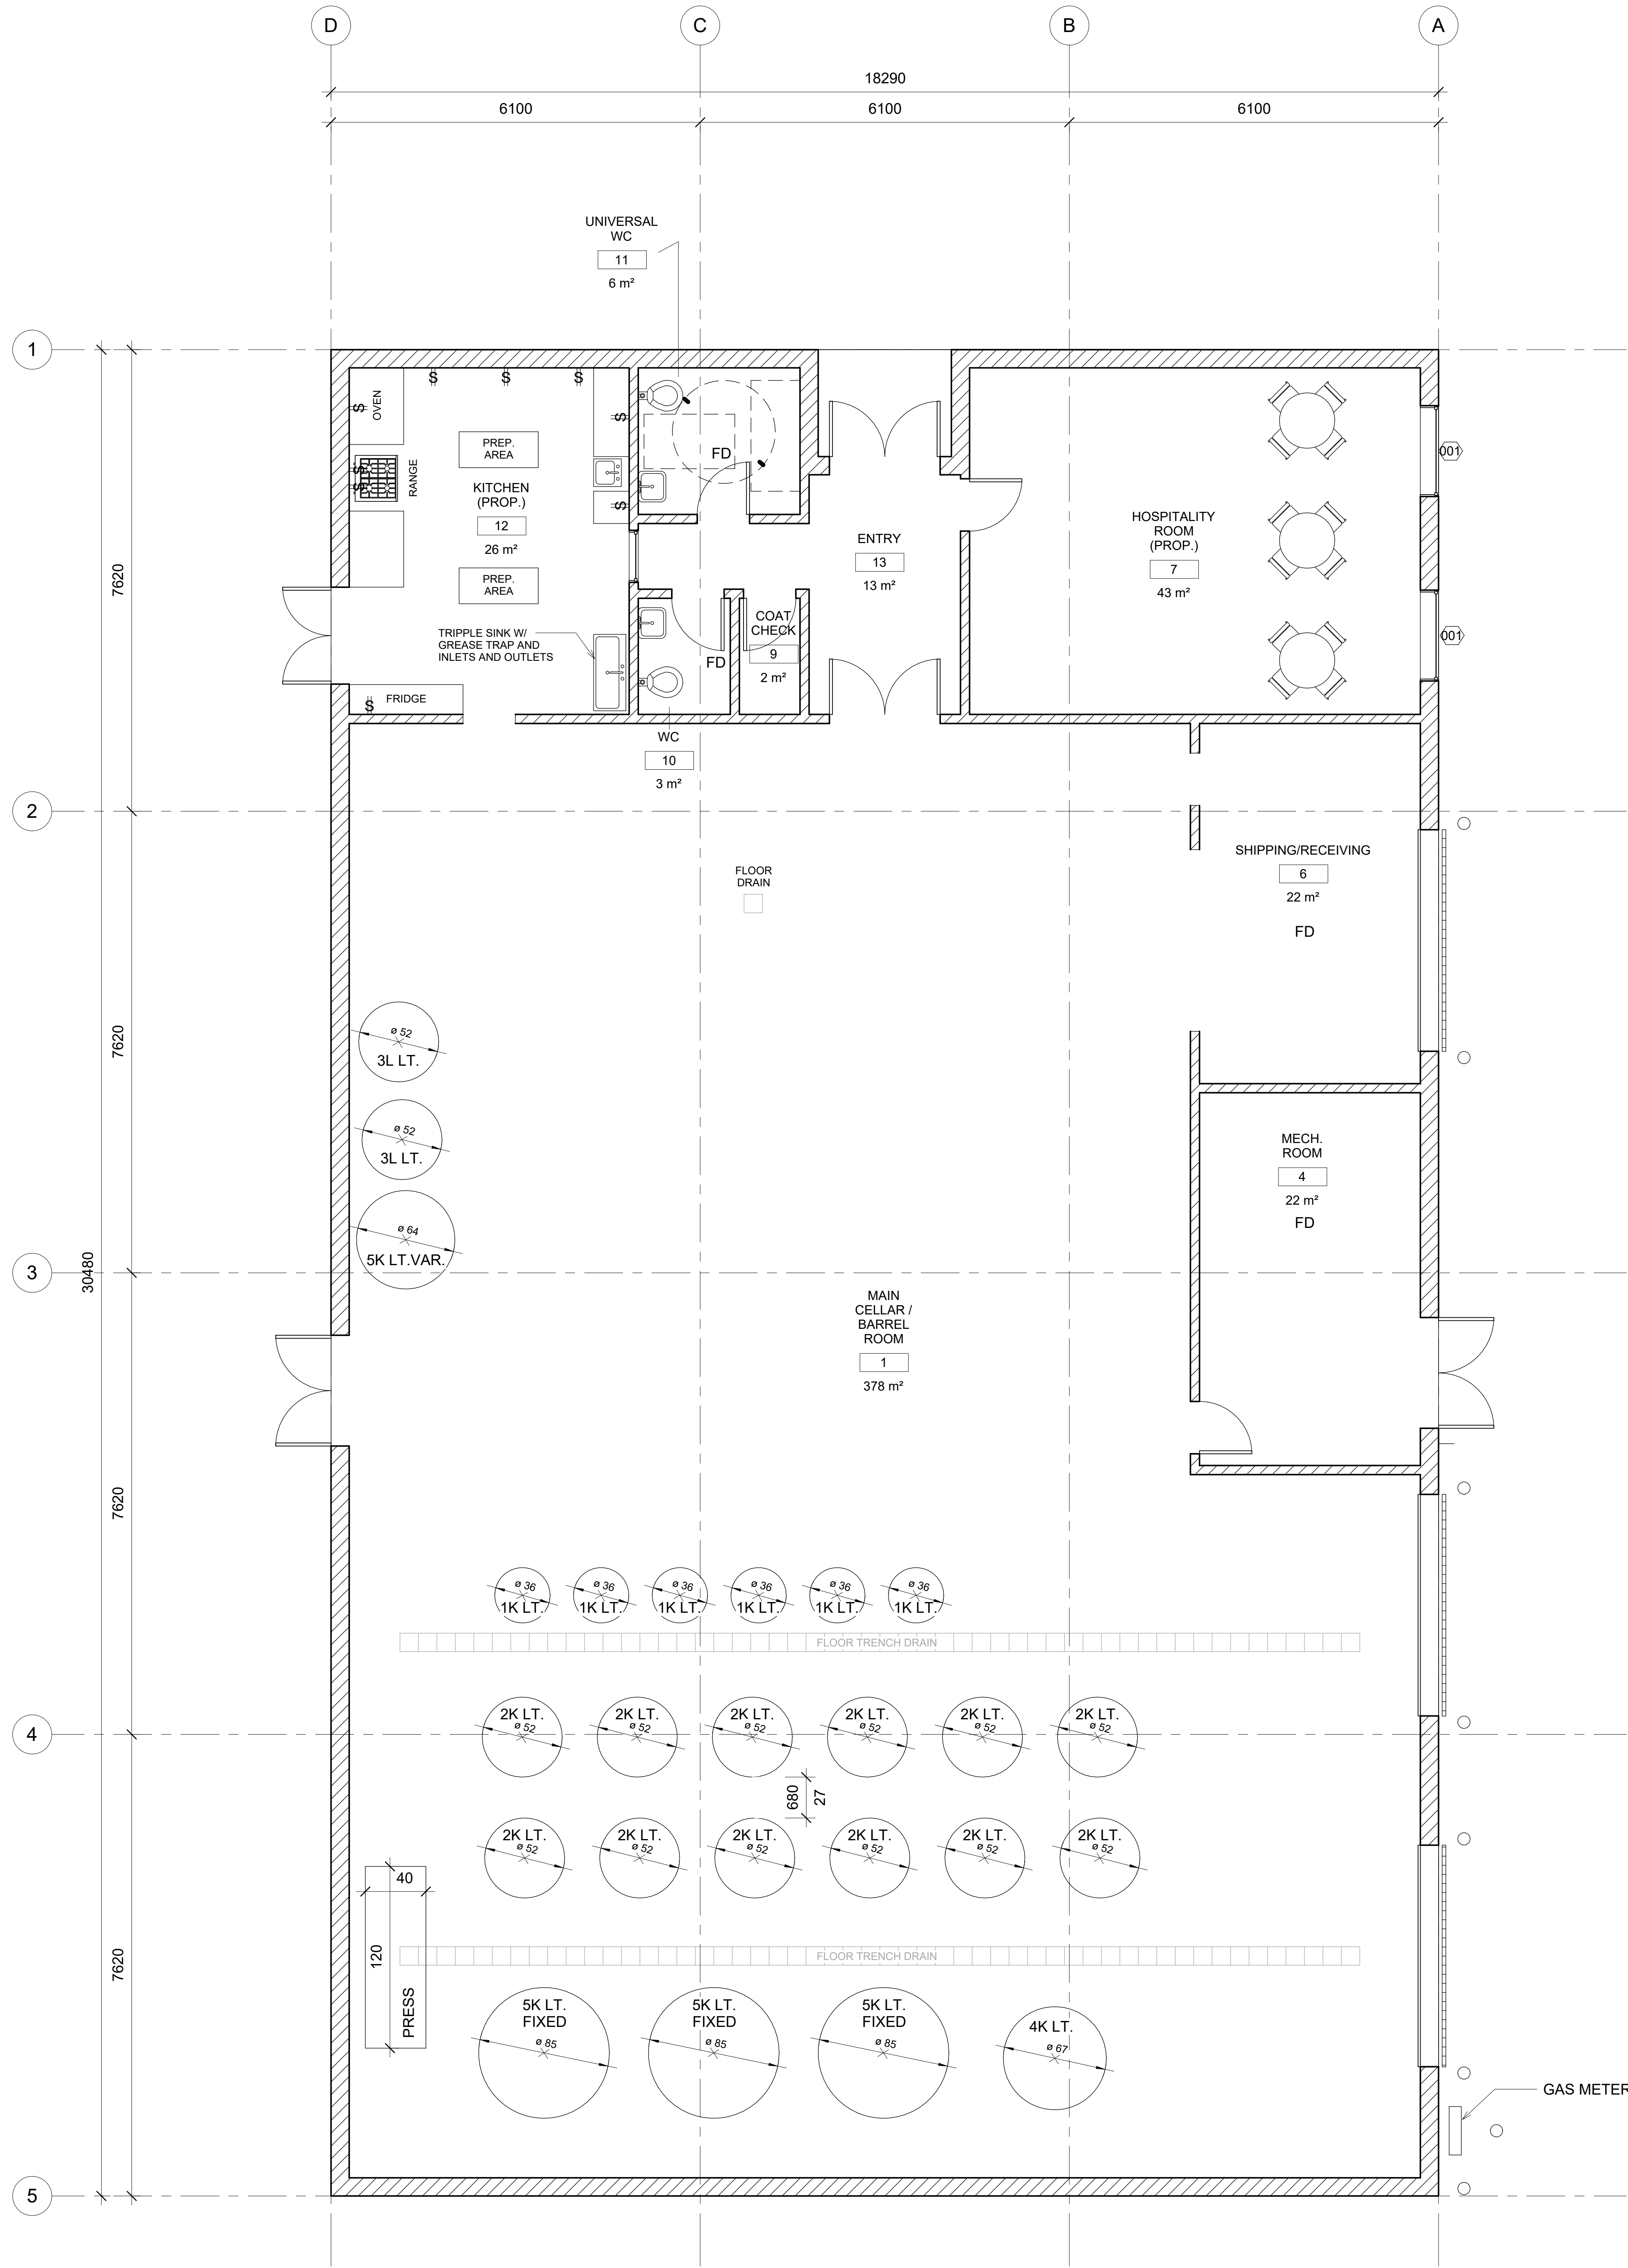 D
C
B
A
18290
6100
6100
6100
UNIVERSAL
WC
11
6 m²
1
S
S
S
S
OVEN
S
PREP.
AREA
FD
001
S
S
RANGE
KITCHEN
(PROP.)
12
26 m²
S
HOSPITALITY
ROOM
(PROP.)
7
43 m²
ENTRY
13
13 m²
7620
PREP.
AREA
COAT
CHECK
9
2 m²
TRIPPLE SINK W/
GREASE TRAP AND
INLETS AND OUTLETS
001
FD
S
FRIDGE
WC
10
3 m²
2
SHIPPING/RECEIVING
6
22 m²
FD
FLOOR
DRAIN
7620
ø 52
3L LT.
ø 52
3L LT.
MECH.
ROOM
4
22 m²
FD
ø 64
5K LT.VAR.
3
30480
MAIN
CELLAR /
BARREL
ROOM
1
378 m²
7620
ø 36
1K LT.
ø 36
1K LT.
ø 36
1K LT.
ø 36
1K LT.
ø 36
1K LT.
ø 36
1K LT.
FLOOR TRENCH DRAIN
4
2K LT.
ø 52
2K LT.
ø 52
2K LT.
ø 52
2K LT.
ø 52
2K LT.
ø 52
2K LT.
ø 52
680
27
2K LT.
ø 52
2K LT.
ø 52
2K LT.
ø 52
2K LT.
ø 52
2K LT.
ø 52
2K LT.
ø 52
40
120
PRESS
7620
FLOOR TRENCH DRAIN
5K LT.
FIXED
ø 85
5K LT.
FIXED
ø 85
5K LT.
FIXED
ø 85
4K LT.
ø 67
GAS METER
5